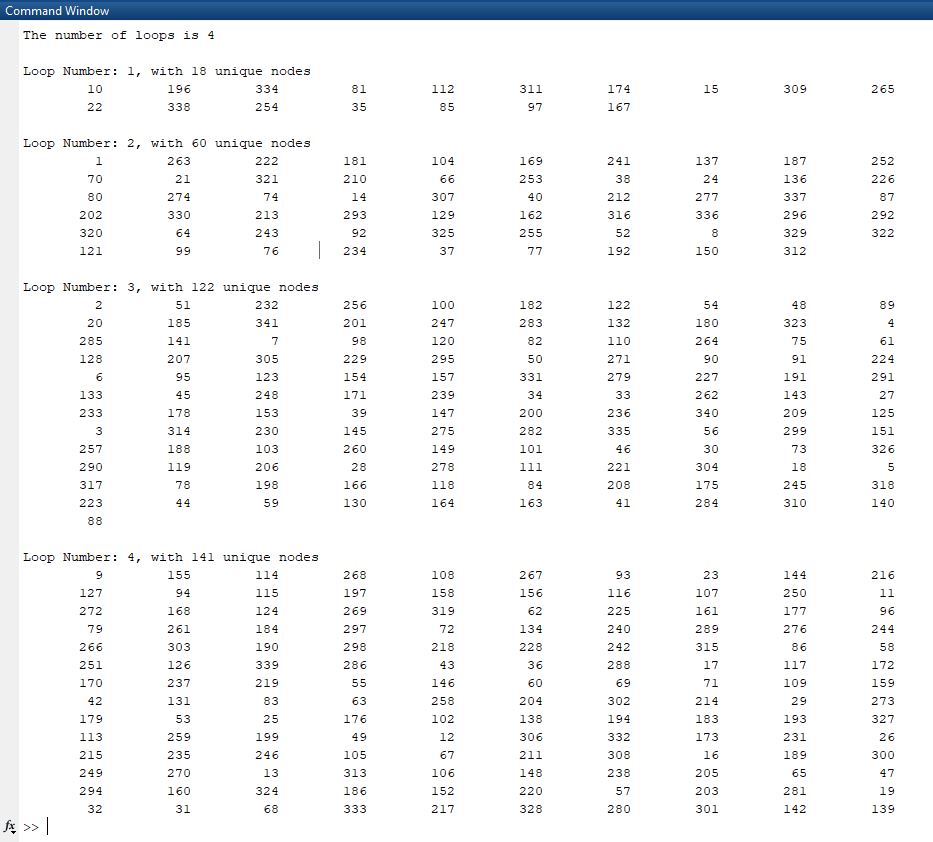 Command Window
The number of loops is 4
Loop Number: 1, with 18 unique nodes
10 196 334 81 112 311 174 15 309 265
22 338 254 35 85 97 167
Loop Number: 2, with 60 unique nodes
1 263 222 181 104 169 241 137 187 252
70 21 321 210 66 253 38 24 136 226
80 274 74 14 307 40 212 277 337 87
202 330 213 293 129 162 316 336 296 292
320 64 243 92 325 255 52 8 329 322
121 99 76 234 37 77 192 150 312
Loop Number: 3, with 122 unique nodes
2 51 232 256 100 182 122 54 48 89
20 185 341 201 247 283 132 180 323 4
285 141 7 98 120 82 110 264 75 61
128 207 305 229 295 50 271 90 91 224
6 95 123 154 157 331 279 227 191 291
133 45 248 171 239 34 33 262 143 27
233 178 153 39 147 200 236 340 209 125
3 314 230 145 275 282 335 56 299 151
257 188 103 260 149 101 46 30 73 326
290 119 206 28 278 111 221 304 18 5
317 78 198 166 118 84 208 175 245 318
223 44 59 130 164 163 41 284 310 140
88
Loop Number: 4, with 141 unique nodes
9 155 114 268 108 267 93 23 144 216
127 94 115 197 158 156 116 107 250 11
272 168 124 269 319 62 225 161 177 96
79 261 184 297 72 134 240 289 276 244
266 303 190 298 218 228 242 315 86 58
251 126 339 286 43 36 288 17 117 172
170 237 219 55 146 60 69 71 109 159
42 131 83 63 258 204 302 214 29 273
179 53 25 176 102 138 194 183 193 327
113 259 199 49 12 306 332 173 231 26
215 235 246 105 67 211 308 16 189 300
249 270 13 313 106 148 238 205 65 47
294 160 324 186 152 220 57 203 281 19
32 31 68 333 217 328 280 301 142 139
fx >>